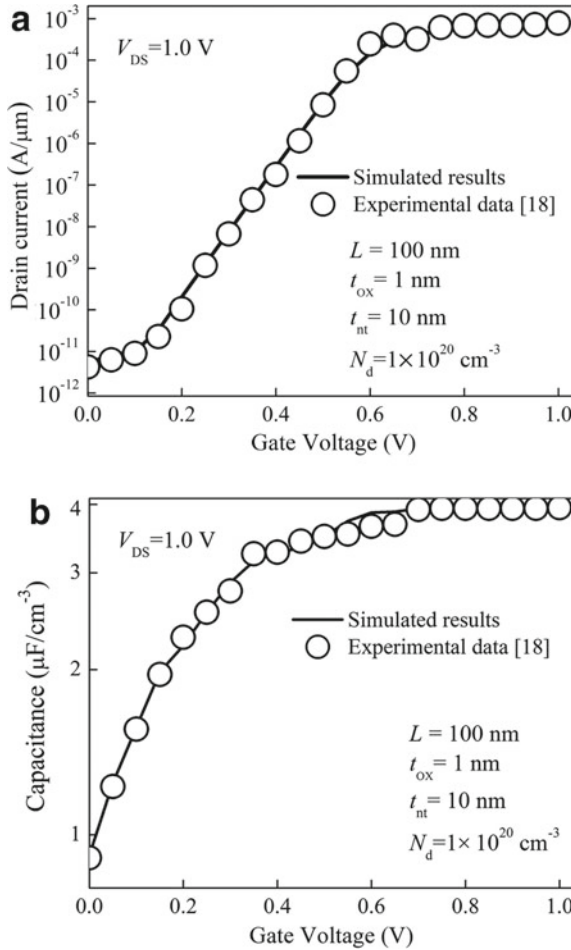 a
V_DS=1.0 V
Drain current (A/μm)
10^-3
10^-4
10^-5
10^-6
10^-7
10^-8
10^-9
10^-10
10^-11
10^-12
Simulated results
Experimental data [18]
L = 100 nm
t_ox= 1 nm
t_nt= 10 nm
N_d=1× 10^20 cm^-3
0.0 0.2 0.4 0.6 0.8 1.0
Gate Voltage (V)
b
V_DS=1.0 V
Capacitance (μF/cm^-3)
4
3
2
1
Simulated results
Experimental data [18]
L = 100 nm
t_ox= 1 nm
t_nt= 10 nm
N_d=1× 10^20 cm^-3
0.0 0.2 0.4 0.6 0.8 1.0
Gate Voltage (V)